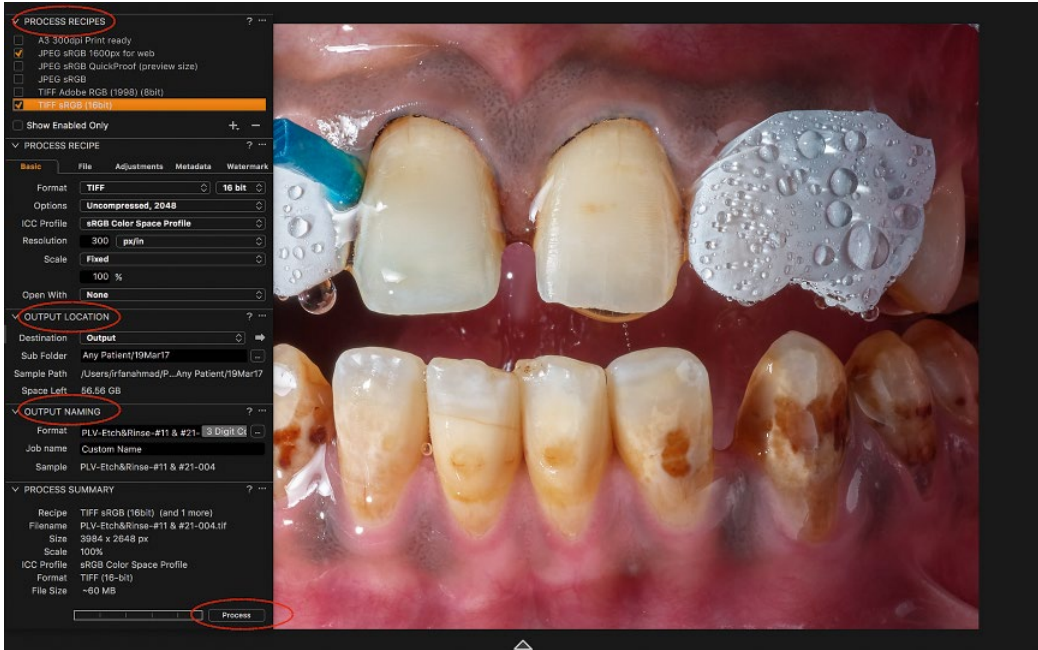 PROCESS RECIPES ? ...
A3 300dpi Print ready
JPEG sRGB 1600px for web
JPEG sRGB QuickProof (preview size)
JPEG sRGB
TIFF Adobe RGB (1998) (8bit)
TIFF sRGB (16bit)
Show Enabled Only + −
PROCESS RECIPE ? ...
Basic File Adjustments Metadata Watermark
Format TIFF 16 bit
Options Uncompressed, 2048
ICC Profile sRGB Color Space Profile
Resolution 300 px/in
Scale Fixed
100 %
Open With None
OUTPUT LOCATION ? ...
Destination Output
Sub Folder Any Patient/19Mar17 ...
Sample Path /Users/irfanahmad/P...Any Patient/19Mar17
Space Left 56.56 GB
OUTPUT NAMING ? ...
Format PLV-Etch&Rinse-#11 & #21- 3 Digit Co ...
Job name Custom Name
Sample PLV-Etch&Rinse-#11 & #21-004
PROCESS SUMMARY ? ...
Recipe TIFF sRGB (16bit) (and 1 more)
Filename PLV-Etch&Rinse-#11 & #21-004.tif
Size 3984 x 2648 px
Scale 100%
ICC Profile sRGB Color Space Profile
Format TIFF (16-bit)
File Size ~60 MB
Process